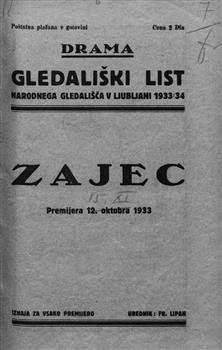 Poštnina plačana v gotovini Cena 2 Din
DRAMA
GLEDALIŠKI LIST
NARODNEGA GLEDALIŠČA V LJUBLJANI 1933-34
ZAJEC
Premijera 12. oktobra 1933
IZHAJA ZA VSAKO PREMIJERO UREDNIK: FR. LIPAH